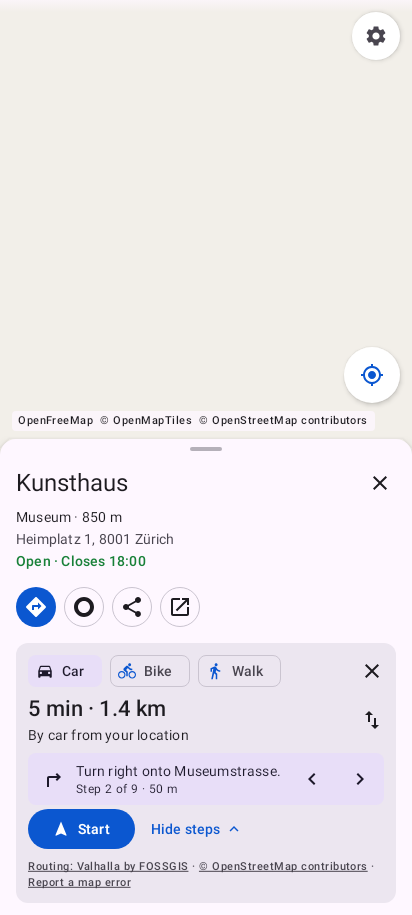 OpenFreeMap © OpenMapTiles © OpenStreetMap contributors
Kunsthaus
Museum · 850 m
Heimplatz 1, 8001 Zürich
Open · Closes 18:00
Car Bike Walk
5 min · 1.4 km
By car from your location
Turn right onto Museumstrasse.
Step 2 of 9 · 50 m
Start Hide steps
Routing: Valhalla by FOSSGIS · © OpenStreetMap contributors ·
Report a map error